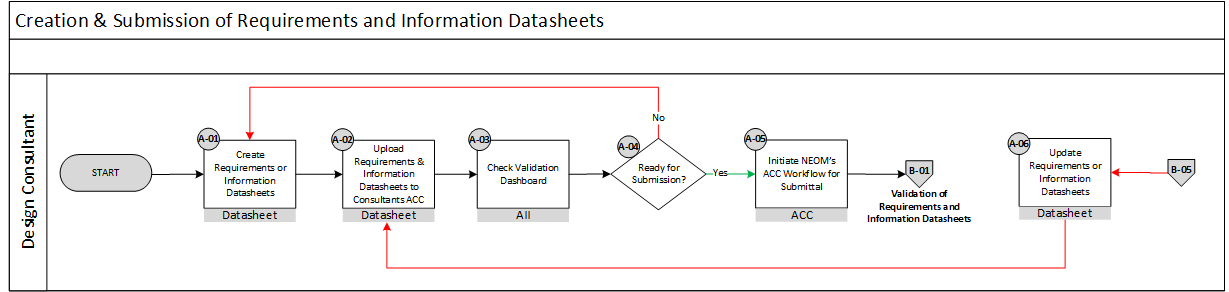 Creation & Submission of Requirements and Information Datasheets
Design Consultant
START
A-01
Create
Requirements or
Information
Datasheets
Datasheet
A-02
Upload
Requirements &
Information
Datasheets to
Consultants ACC
Datasheet
A-03
Check Validation
Dashboard
All
A-04
Ready for
Submission?
No
Yes
A-05
Initiate NEOM's
ACC Workflow for
Submittal
ACC
B-01
Validation of
Requirements and
Information Datasheets
A-06
Update
Requirements or
Information
Datasheets
Datasheet
B-05